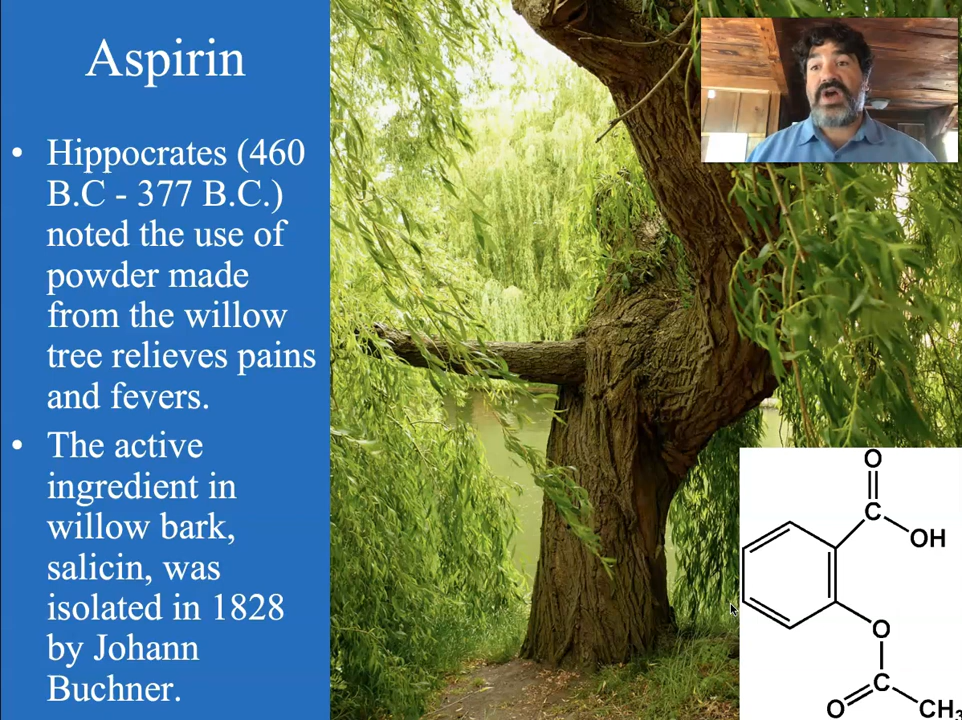 Aspirin
• Hippocrates (460
B.C - 377 B.C.)
noted the use of
powder made
from the willow
tree relieves pains
and fevers.
• The active
ingredient in
willow bark,
salicin, was
isolated in 1828
by Johann
Buchner.
O
C
OH
O
C
O
CH3